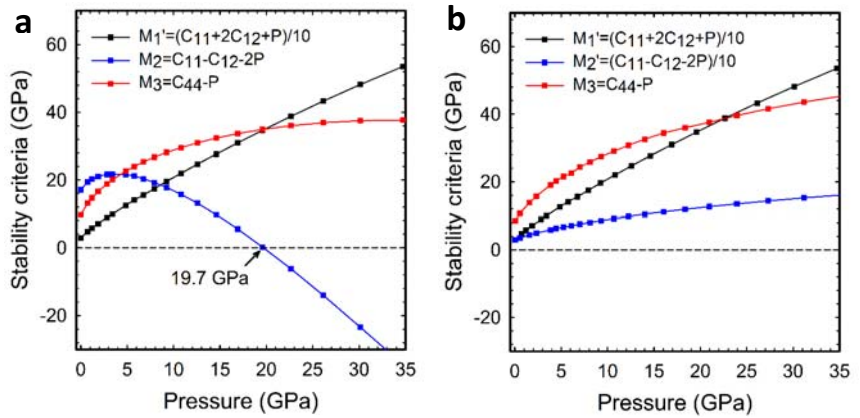 a
M1'=(C11+2C12+P)/10
M2=C11-C12-2P
M3=C44-P
Stability criteria (GPa)
60
40
20
0
-20
19.7 GPa
0 5 10 15 20 25 30 35
Pressure (GPa)
b
M1'=(C11+2C12+P)/10
M2'=(C11-C12-2P)/10
M3=C44-P
Stability criteria (GPa)
60
40
20
0
-20
0 5 10 15 20 25 30 35
Pressure (GPa)